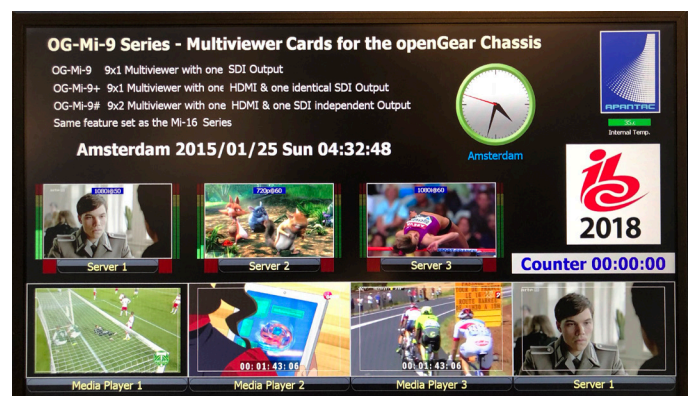 OG-Mi-9 Series - Multiviewer Cards for the openGear Chassis
OG-Mi-9 9x1 Multiviewer with one SDI Output
OG-Mi-9+ 9x1 Multiviewer with one HDMI & one identical SDI Output
OG-Mi-9# 9x2 Multiviewer with one HDMI & one SDI independent Output
Same feature set as the Mi-16 Series
APANTAC
Internal Temp.
Amsterdam 2015/01/25 Sun 04:32:48
Amsterdam
ib
2018
1080i@50
720p@60
1080i@60
Server 1
Server 2
Server 3
Counter 00:00:00
00:01:43:06
00:01:43:06
Media Player 1
Media Player 2
Media Player 3
Server 1